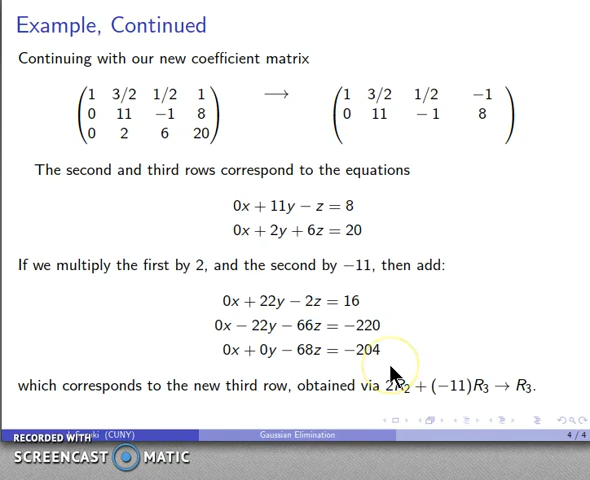 Example, Continued
Continuing with our new coefficient matrix
1 3/2 1/2 1 ⟶ 1 3/2 1/2 −1
0 11 −1 8 0 11 −1 8
0 2 6 20
The second and third rows correspond to the equations
0x + 11y − z = 8
0x + 2y + 6z = 20
If we multiply the first by 2, and the second by −11, then add:
0x + 22y − 2z = 16
0x − 22y − 66z = −220
0x + 0y − 68z = −204
which corresponds to the new third row, obtained via 2R₂ + (−11)R₃ → R₃.
(CUNY) Gaussian Elimination 4 / 4
RECORDED WITH
SCREENCAST MATIC